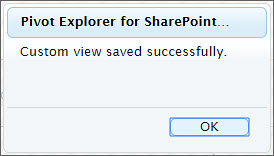 Pivot Explorer for SharePoint...
Custom view saved successfully.
OK